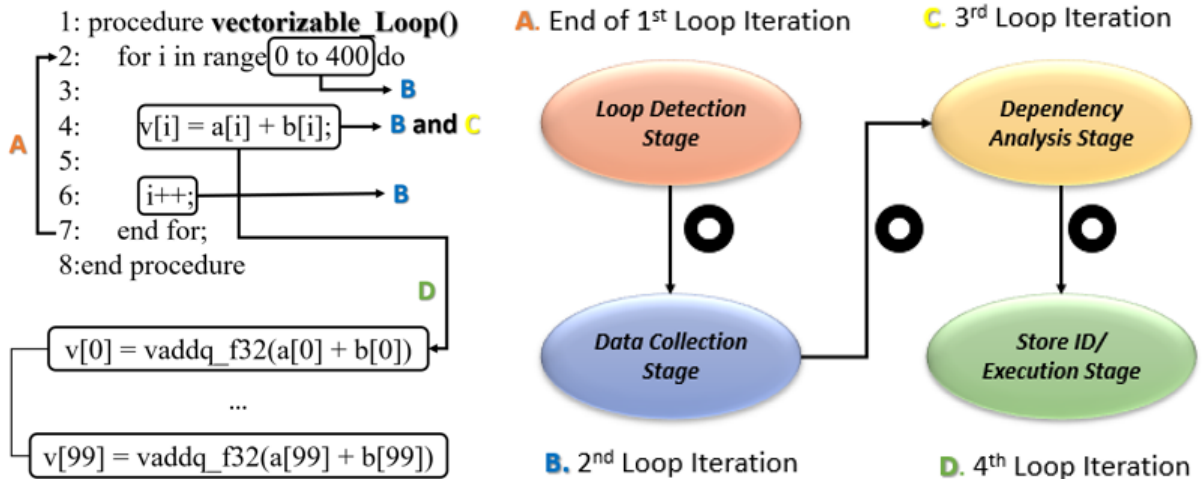 1: procedure vectorizable_Loop()
2: for i in range 0 to 400 do
3: B
4: v[i] = a[i] + b[i]; B and C
A
5:
6: i++; B
7: end for;
8:end procedure
D
v[0] = vaddq_f32(a[0] + b[0])
...
v[99] = vaddq_f32(a[99] + b[99])
A. End of 1st Loop Iteration
C. 3rd Loop Iteration
Loop Detection
Stage
Dependency
Analysis Stage
Data Collection
Stage
Store ID/
Execution Stage
B. 2nd Loop Iteration
D. 4th Loop Iteration